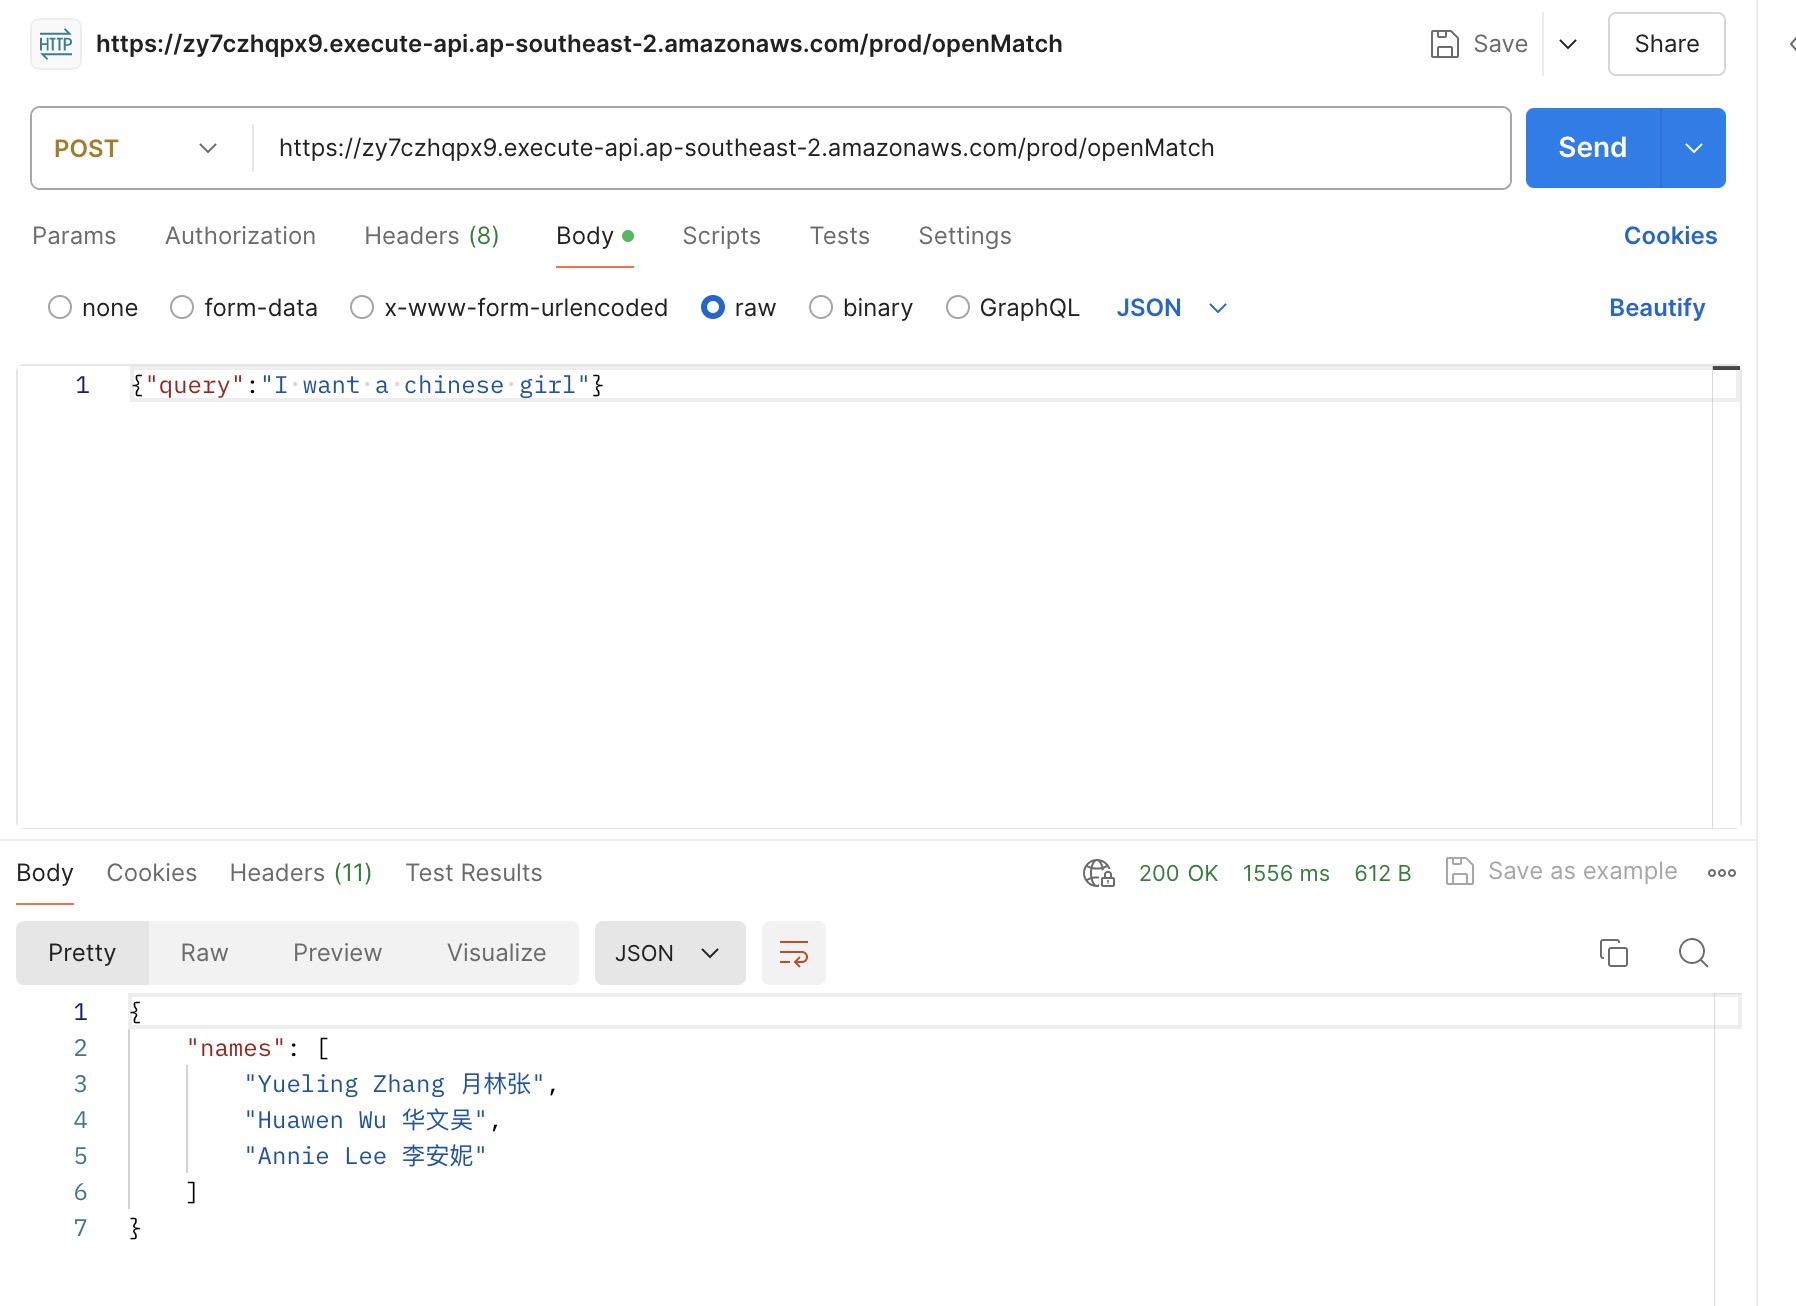 HTTP https://zy7czhqpx9.execute-api.ap-southeast-2.amazonaws.com/prod/openMatch Save Share
POST https://zy7czhqpx9.execute-api.ap-southeast-2.amazonaws.com/prod/openMatch Send
Params Authorization Headers (8) Body Scripts Tests Settings Cookies
none form-data x-www-form-urlencoded raw binary GraphQL JSON Beautify
1 {"query":"I want a chinese girl"}
Body Cookies Headers (11) Test Results 200 OK 1556 ms 612 B Save as example
Pretty Raw Preview Visualize JSON
1 {
2 "names": [
3 "Yueling Zhang 月林张",
4 "Huawen Wu 华文吴",
5 "Annie Lee 李安妮"
6 ]
7 }